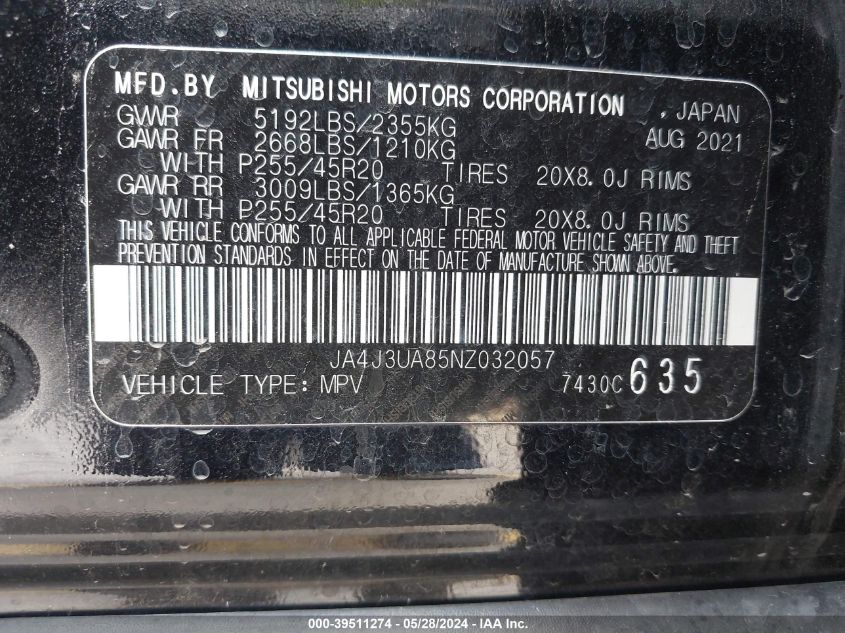 MFD.BY MITSUBISHI MOTORS CORPORATION , JAPAN
GVWR 5192LBS/2355KG AUG 2021
GAWR FR 2668LBS/1210KG
WITH P255/45R20 TIRES 20X8.0J RIMS
GAWR RR 3009LBS/1365KG
WITH P255/45R20 TIRES 20X8.0J RIMS
THIS VEHICLE CONFORMS TO ALL APPLICABLE FEDERAL MOTOR VEHICLE SAFETY AND THEFT
PREVENTION STANDARDS IN EFFECT ON THE DATE OF MANUFACTURE SHOWN ABOVE.
JA4J3UA85NZ032057
VEHICLE TYPE: MPV 7430C 635
000-39511274 - 05/28/2024 - IAA, Inc.